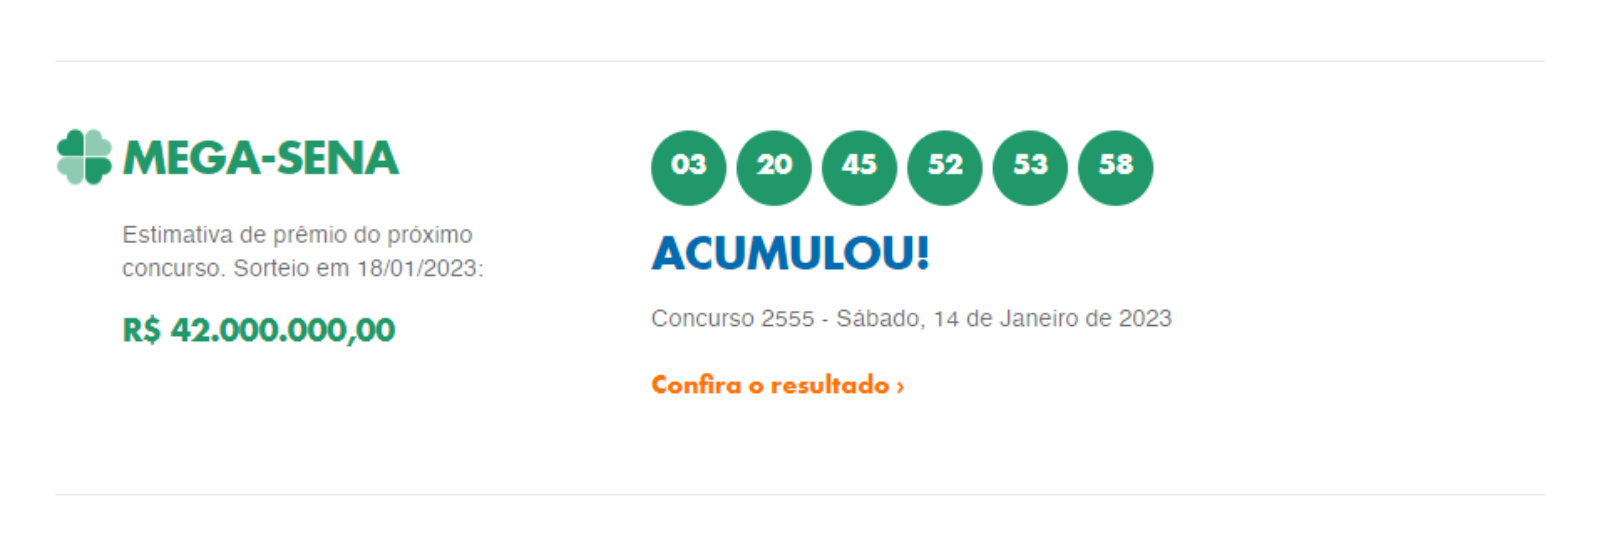 MEGA-SENA
Estimativa de prêmio do próximo
concurso. Sorteio em 18/01/2023:
R$ 42.000.000,00
03 20 45 52 53 58
ACUMULOU!
Concurso 2555 - Sábado, 14 de Janeiro de 2023
Confira o resultado ›